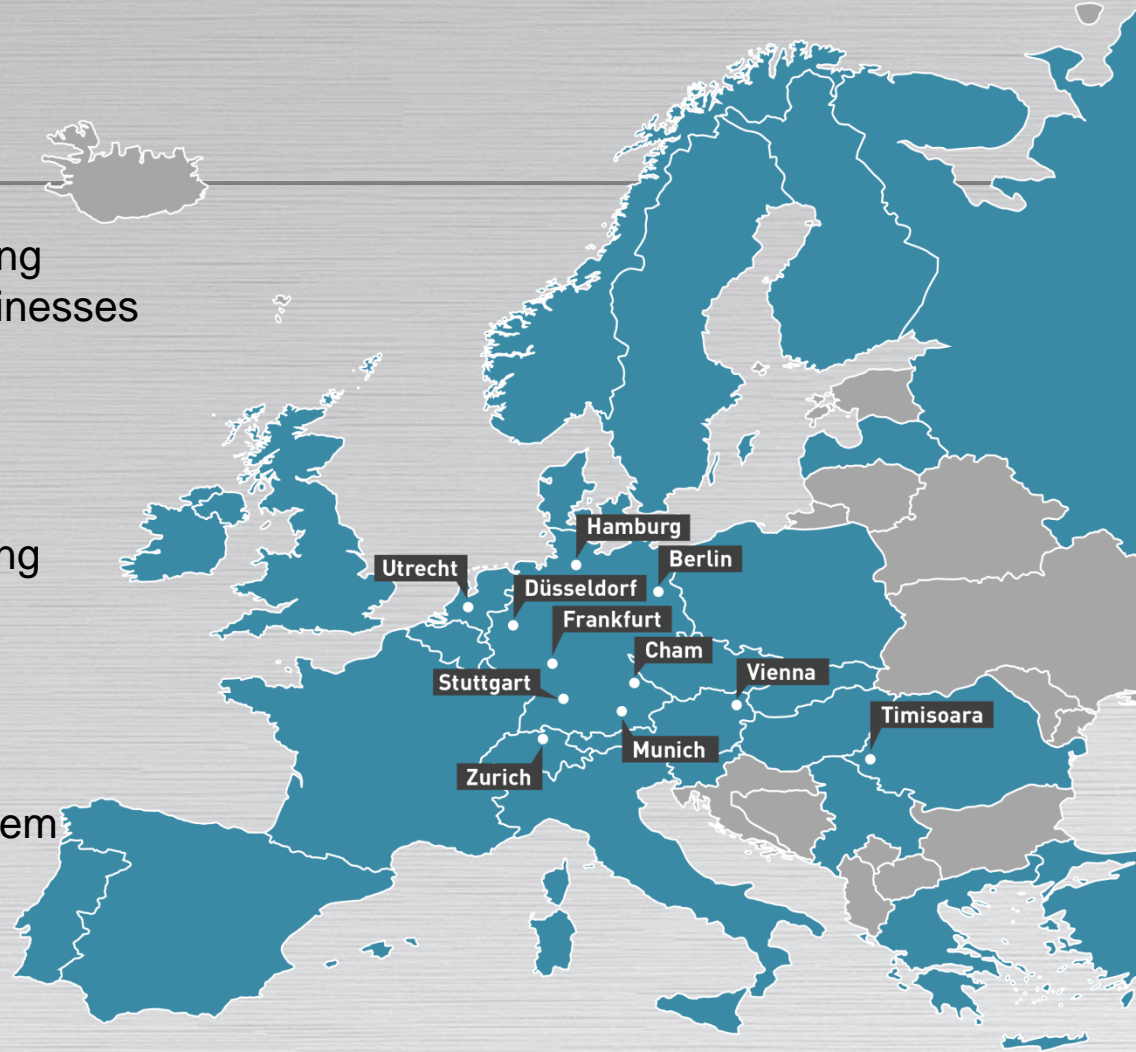 ng
inesses
ng
em
Hamburg
Berlin
Utrecht
Düsseldorf
Frankfurt
Cham
Stuttgart
Vienna
Timisoara
Munich
Zurich